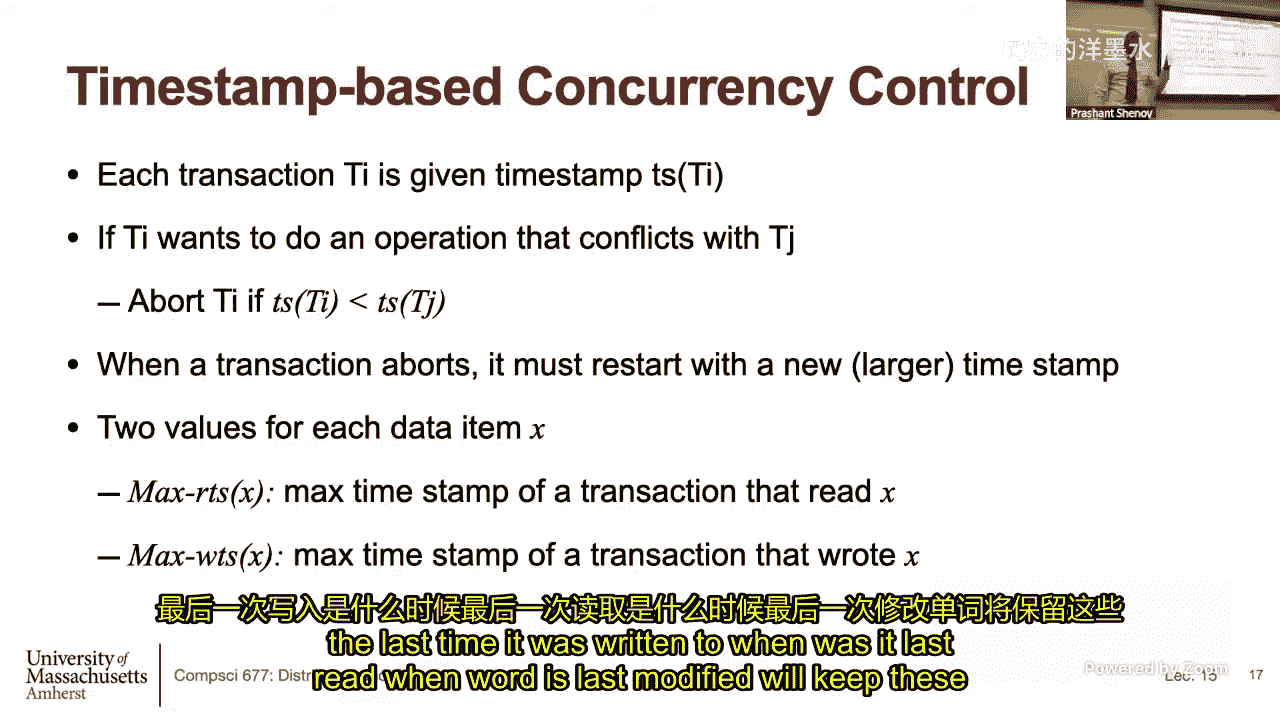 的洋墨水
Prashant Shenoy
Timestamp-based Concurrency Control
• Each transaction Ti is given timestamp ts(Ti)
• If Ti wants to do an operation that conflicts with Tj
– Abort Ti if ts(Ti) < ts(Tj)
• When a transaction aborts, it must restart with a new (larger) time stamp
• Two values for each data item x
– Max-rts(x): max time stamp of a transaction that read x
– Max-wts(x): max time stamp of a transaction that wrote x
最后一次写入是什么时候最后一次读取是什么时候最后一次修改单词将保留这些
the last time it was written to when was it last
read when word is last modified will keep these
University of
Massachusetts
Amherst
Compsci 677:
Powered by Zoom
Lec. 15
17